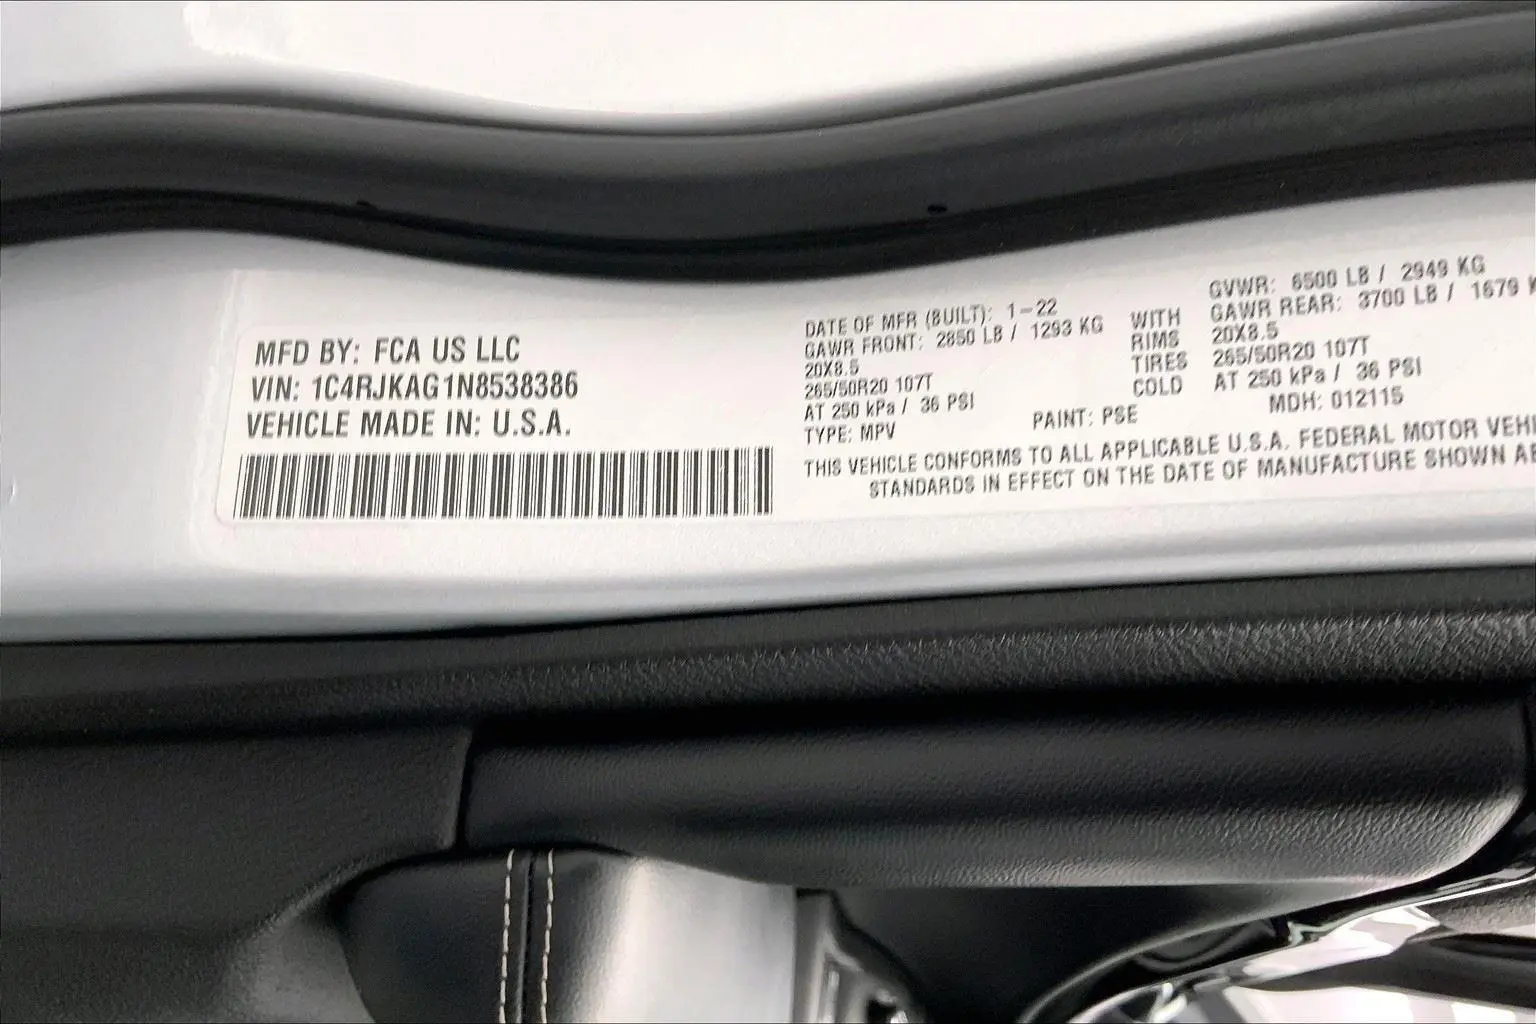 MFD BY: FCA US LLC
VIN: 1C4RJKAG1N8538386
VEHICLE MADE IN: U.S.A.
DATE OF MFR (BUILT): 1-22
GVWR: 6500 LB / 2949 KG
GAWR FRONT: 2850 LB / 1293 KG WITH GAWR REAR: 3700 LB / 1679
20X8.5 RIMS 20X8.5
265/50R20 107T TIRES 265/50R20 107T
AT 250 kPa / 36 PSI COLD AT 250 kPa / 36 PSI
TYPE: MPV PAINT: PSE MDH: 012115
THIS VEHICLE CONFORMS TO ALL APPLICABLE U.S.A. FEDERAL MOTOR
STANDARDS IN EFFECT ON THE DATE OF MANUFACTURE SHOWN